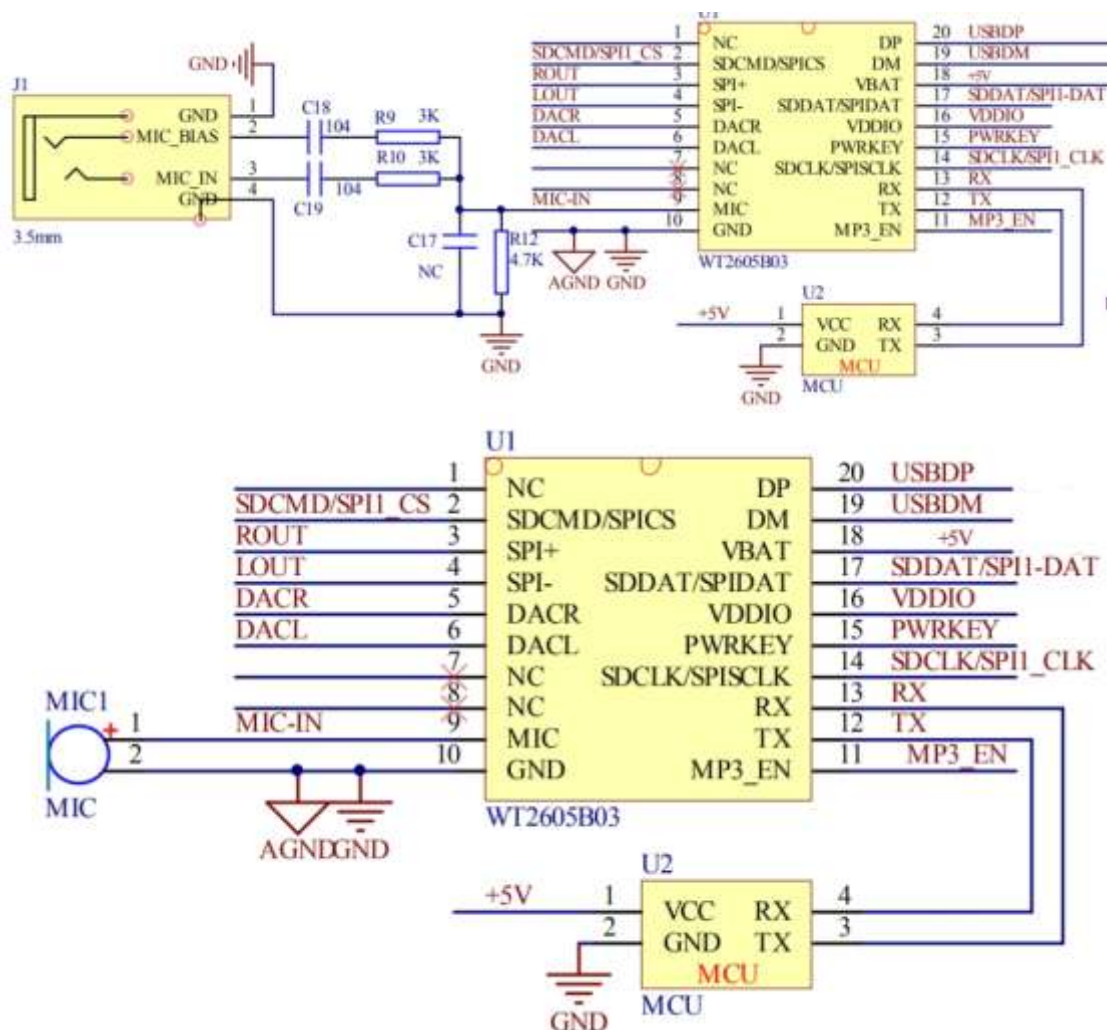 U1
GND
J1
1 GND
2 MIC_BIAS
3 MIC_IN
4 GND
3.5mm
C18
104
R9 3K
R10 3K
104
C19
C17
NC
R12
4.7K
GND
1 NC DP 20 USBDP
SDCMD/SPI1_CS 2 SDCMD/SPICS DM 19 USBDM
ROUT 3 SPI+ VBAT 18 +5V
LOUT 4 SPI- SDDAT/SPIDAT 17 SDDAT/SPI1-DAT
DACR 5 DACR VDDIO 16 VDDIO
DACL 6 DACL PWRKEY 15 PWRKEY
7 NC SDCLK/SPISCLK 14 SDCLK/SPI1_CLK
8 NC RX 13 RX
MIC-IN 9 MIC TX 12 TX
10 GND MP3_EN 11 MP3_EN
AGND GND
WT2605B03
U2
+5V 1 VCC RX 4
2 GND TX 3
MCU
MCU
GND
U1
1 NC DP 20 USBDP
SDCMD/SPI1_CS 2 SDCMD/SPICS DM 19 USBDM
ROUT 3 SPI+ VBAT 18 +5V
LOUT 4 SPI- SDDAT/SPIDAT 17 SDDAT/SPI1-DAT
DACR 5 DACR VDDIO 16 VDDIO
DACL 6 DACL PWRKEY 15 PWRKEY
7 NC SDCLK/SPISCLK 14 SDCLK/SPI1_CLK
8 NC RX 13 RX
MIC1 + 1 MIC-IN 9 MIC TX 12 TX
2 10 GND MP3_EN 11 MP3_EN
MIC
AGND GND
WT2605B03
U2
+5V 1 VCC RX 4
2 GND TX 3
MCU
MCU
GND